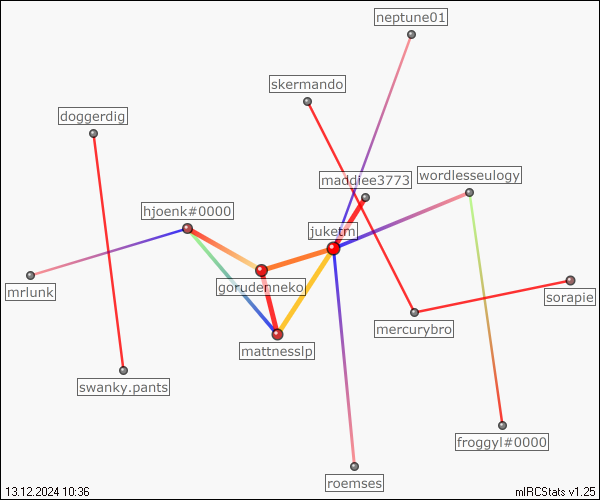 neptune01
skermando
doggerdig
maddiee3773
wordlesseulogy
hjoenk#0000
juketm
gorudenneko
mrlunk
sorapie
mercurybro
mattnesslp
swanky.pants
froggyl#0000
roemses
13.12.2024 10:36
mIRCStats v1.25